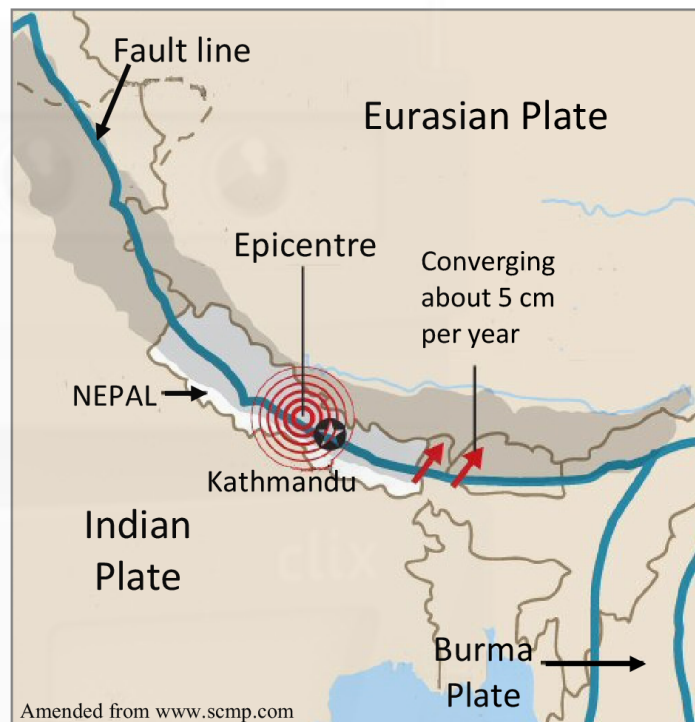 Fault line
Eurasian Plate
Epicentre
Converging
about 5 cm
per year
NEPAL
Kathmandu
Indian
Plate
clix
Burma
Plate
Amended from www.scmp.com